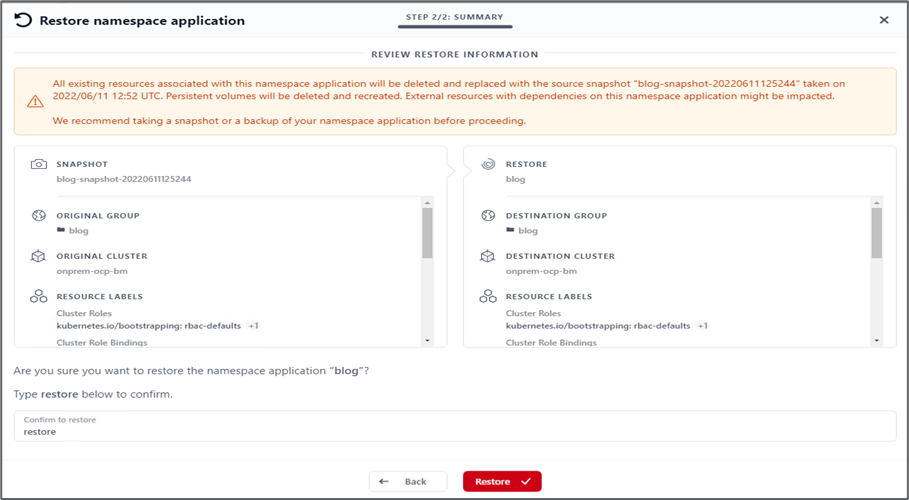 Restore namespace application
STEP 2/2: SUMMARY
REVIEW RESTORE INFORMATION
All existing resources associated with this namespace application will be deleted and replaced with the source snapshot "blog-snapshot-20220611125244" taken on
2022/06/11 12:52 UTC. Persistent volumes will be deleted and recreated. External resources with dependencies on this namespace application might be impacted.
We recommend taking a snapshot or a backup of your namespace application before proceeding.
SNAPSHOT
blog-snapshot-20220611125244
ORIGINAL GROUP
blog
ORIGINAL CLUSTER
onprem-ocp-bm
RESOURCE LABELS
Cluster Roles
kubernetes.io/bootstrapping: rbac-defaults +1
Cluster Role Bindings
RESTORE
blog
DESTINATION GROUP
blog
DESTINATION CLUSTER
onprem-ocp-bm
RESOURCE LABELS
Cluster Roles
kubernetes.io/bootstrapping: rbac-defaults +1
Cluster Role Bindings
Are you sure you want to restore the namespace application "blog"?
Type restore below to confirm.
Confirm to restore
restore
Back
Restore